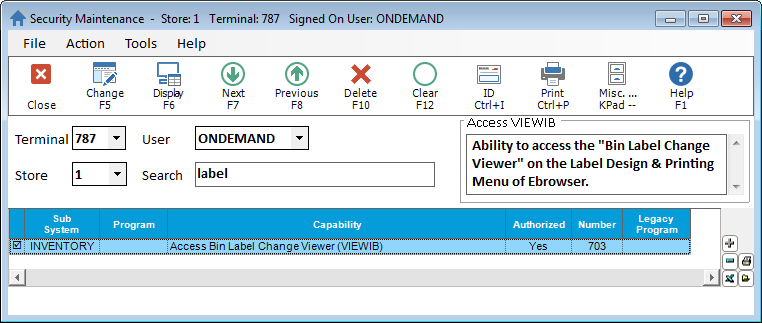 Security Maintenance - Store: 1 Terminal: 787 Signed On User: ONDEMAND
File Action Tools Help
Close
Change
F5
Display
F6
Next
F7
Previous
F8
Delete
F10
Clear
F12
ID
Ctrl+I
Print
Ctrl+P
Misc. ...
KPad --
Help
F1
Terminal 787 User ONDEMAND
Store 1 Search label
Access VIEWIB
Ability to access the "Bin Label Change
Viewer" on the Label Design & Printing
Menu of Ebrowser.
Sub
System
Program
Capability
Authorized
Number
Legacy
Program
INVENTORY Access Bin Label Change Viewer (VIEWIB) Yes 703